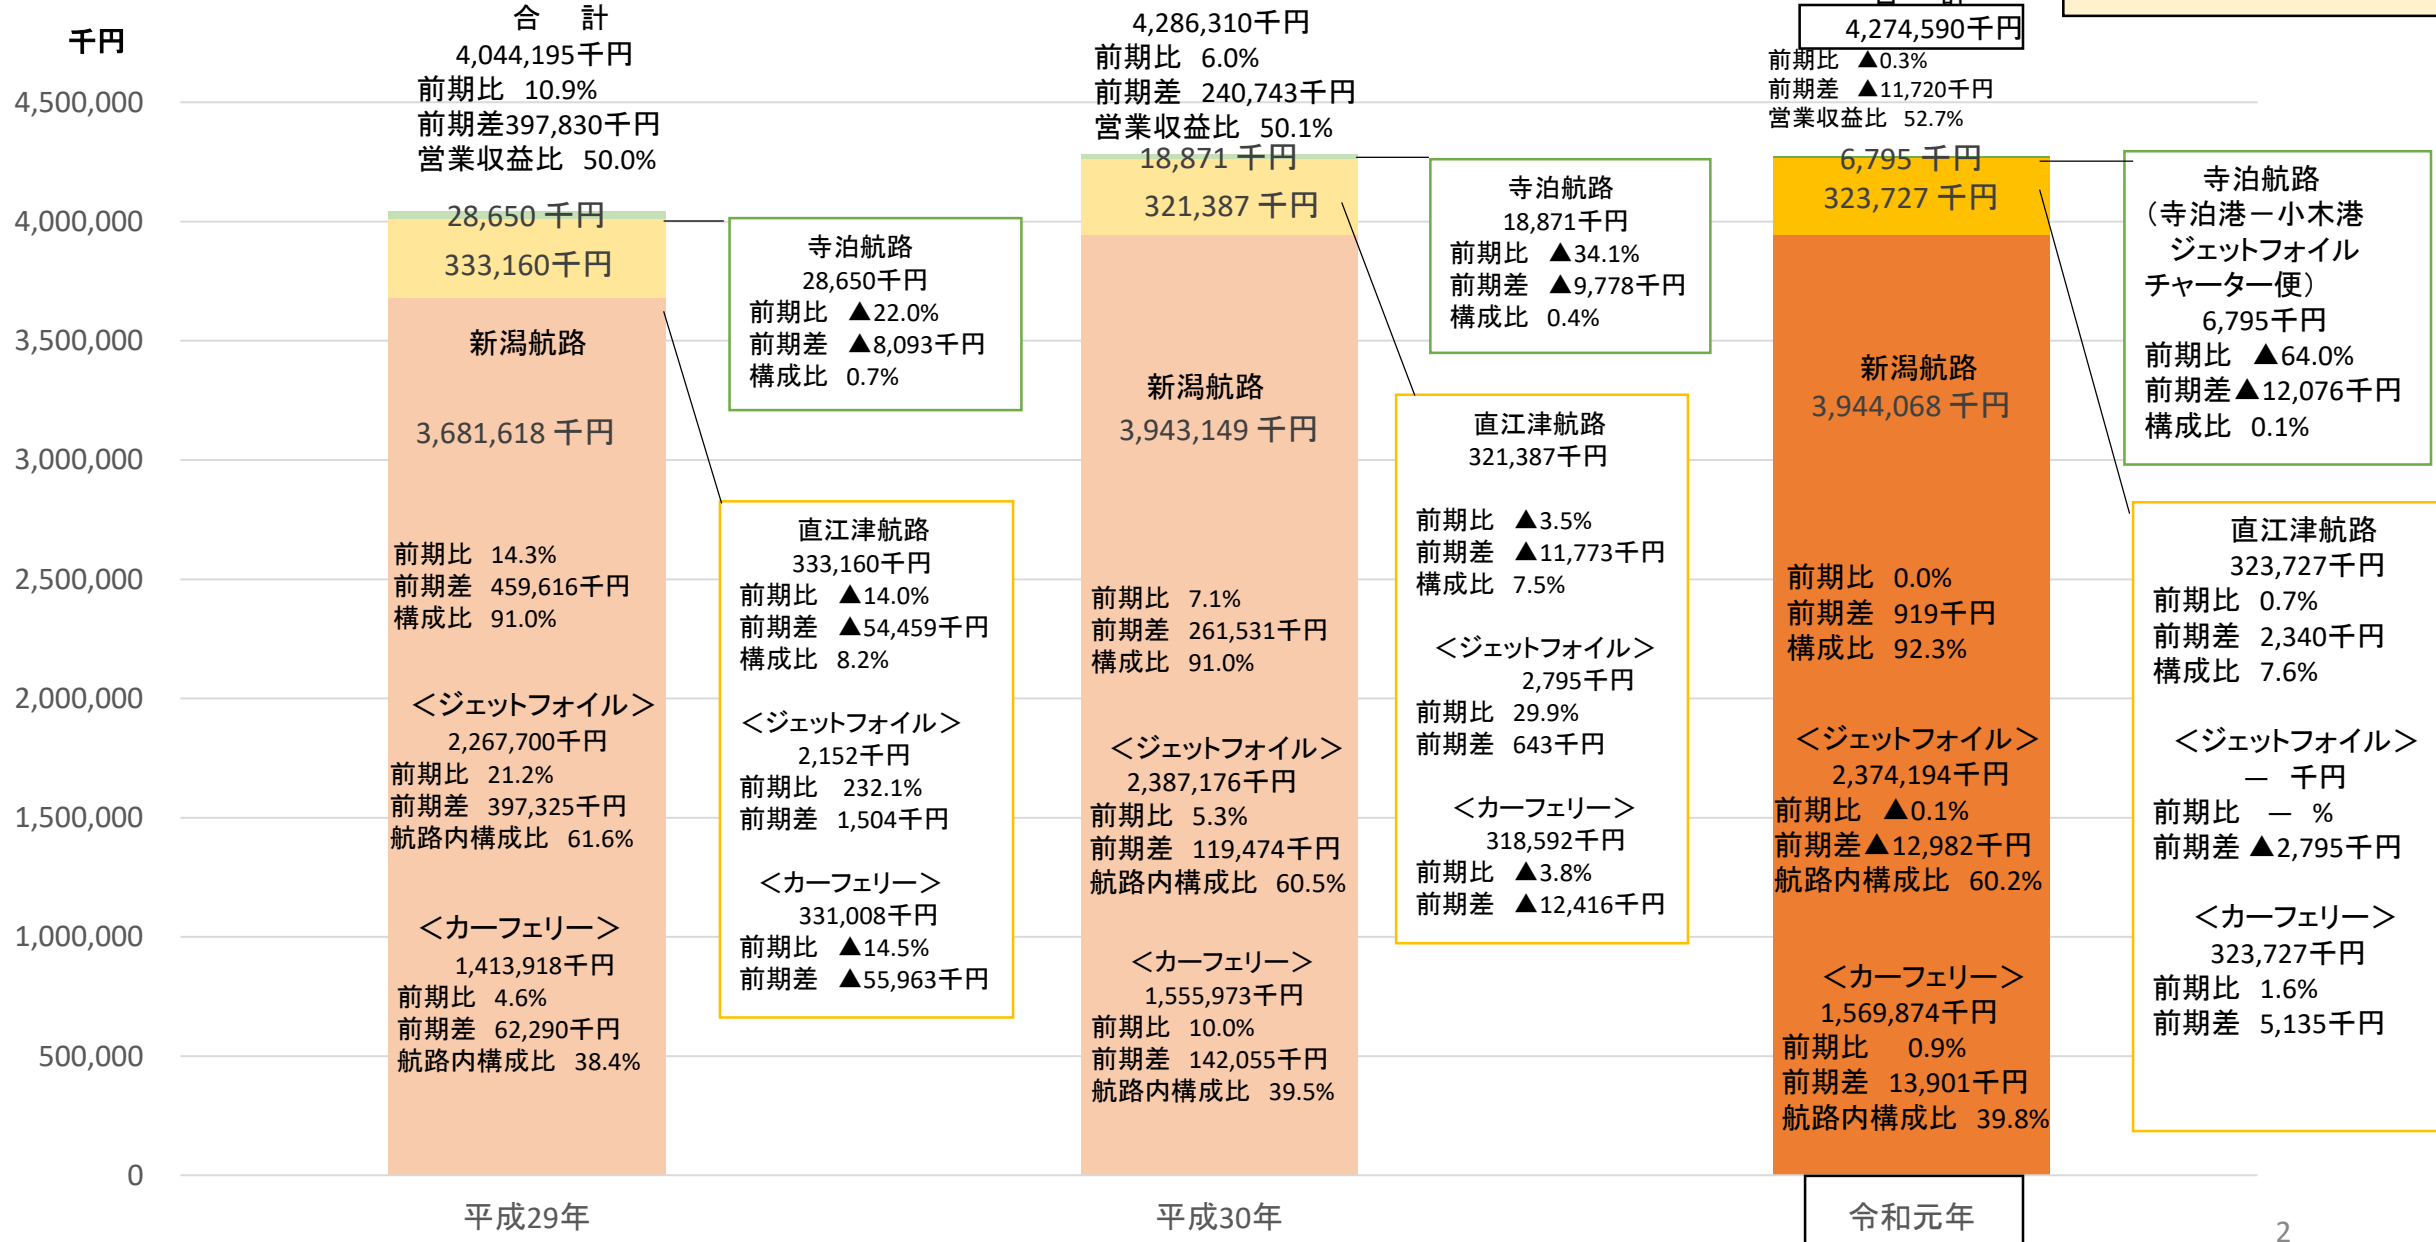 千円
4,500,000
4,000,000
3,500,000
3,000,000
2,500,000
2,000,000
1,500,000
1,000,000
500,000
0
合 計
4,044,195千円
前期比 10.9%
前期差397,830千円
営業収益比 50.0%
28,650 千円
333,160千円
新潟航路
3,681,618 千円
前期比 14.3%
前期差 459,616千円
構成比 91.0%
＜ジェットフォイル＞
2,267,700千円
前期比 21.2%
前期差 397,325千円
航路内構成比 61.6%
＜カーフェリー＞
1,413,918千円
前期比 4.6%
前期差 62,290千円
航路内構成比 38.4%
平成29年
寺泊航路
28,650千円
前期比 ▲22.0%
前期差 ▲8,093千円
構成比 0.7%
直江津航路
333,160千円
前期比 ▲14.0%
前期差 ▲54,459千円
構成比 8.2%
＜ジェットフォイル＞
2,152千円
前期比 232.1%
前期差 1,504千円
＜カーフェリー＞
331,008千円
前期比 ▲14.5%
前期差 ▲55,963千円
4,286,310千円
前期比 6.0%
前期差 240,743千円
営業収益比 50.1%
18,871 千円
321,387 千円
新潟航路
3,943,149 千円
前期比 7.1%
前期差 261,531千円
構成比 91.0%
＜ジェットフォイル＞
2,387,176千円
前期比 5.3%
前期差 119,474千円
航路内構成比 60.5%
＜カーフェリー＞
1,555,973千円
前期比 10.0%
前期差 142,055千円
航路内構成比 39.5%
平成30年
寺泊航路
18,871千円
前期比 ▲34.1%
前期差 ▲9,778千円
構成比 0.4%
直江津航路
321,387千円
前期比 ▲3.5%
前期差 ▲11,773千円
構成比 7.5%
＜ジェットフォイル＞
2,795千円
前期比 29.9%
前期差 643千円
＜カーフェリー＞
318,592千円
前期比 ▲3.8%
前期差 ▲12,416千円
合 計
4,274,590千円
前期比 ▲0.3%
前期差 ▲11,720千円
営業収益比 52.7%
6,795 千円
323,727 千円
新潟航路
3,944,068 千円
前期比 0.0%
前期差 919千円
構成比 92.3%
＜ジェットフォイル＞
2,374,194千円
前期比 ▲0.1%
前期差▲12,982千円
航路内構成比 60.2%
＜カーフェリー＞
1,569,874千円
前期比 0.9%
前期差 13,901千円
航路内構成比 39.8%
令和元年
寺泊航路
（寺泊港－小木港
ジェットフォイル
チャーター便）
6,795千円
前期比 ▲64.0%
前期差▲12,076千円
構成比 0.1%
直江津航路
323,727千円
前期比 0.7%
前期差 2,340千円
構成比 7.6%
＜ジェットフォイル＞
― 千円
前期比 ― %
前期差 ▲2,795千円
＜カーフェリー＞
323,727千円
前期比 1.6%
前期差 5,135千円
2